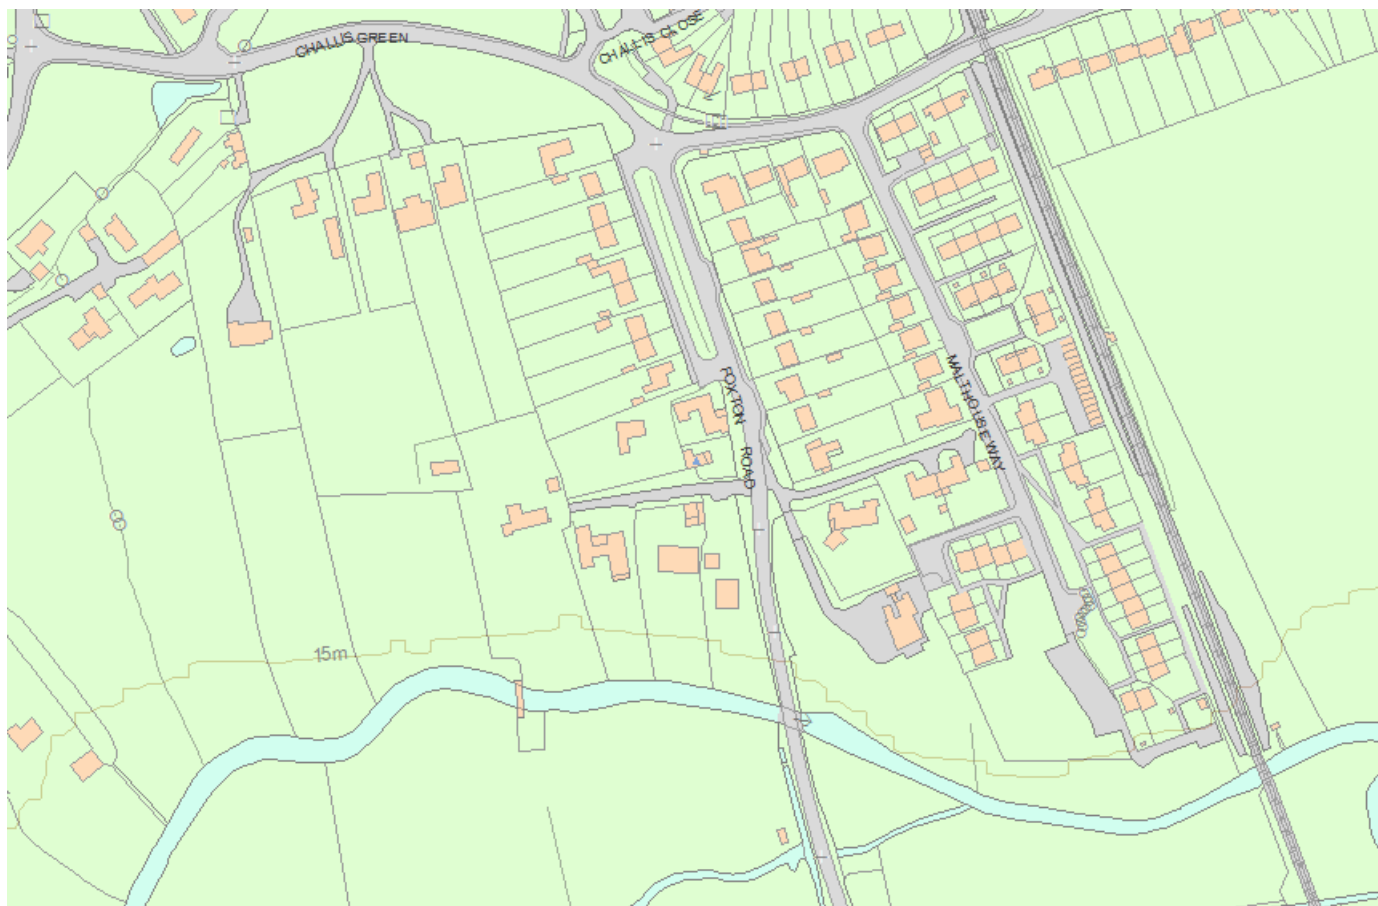 CHALLIS GREEN
CHALLIS CLOSE
FOXTON ROAD
MALTHOUSE WAY
15m